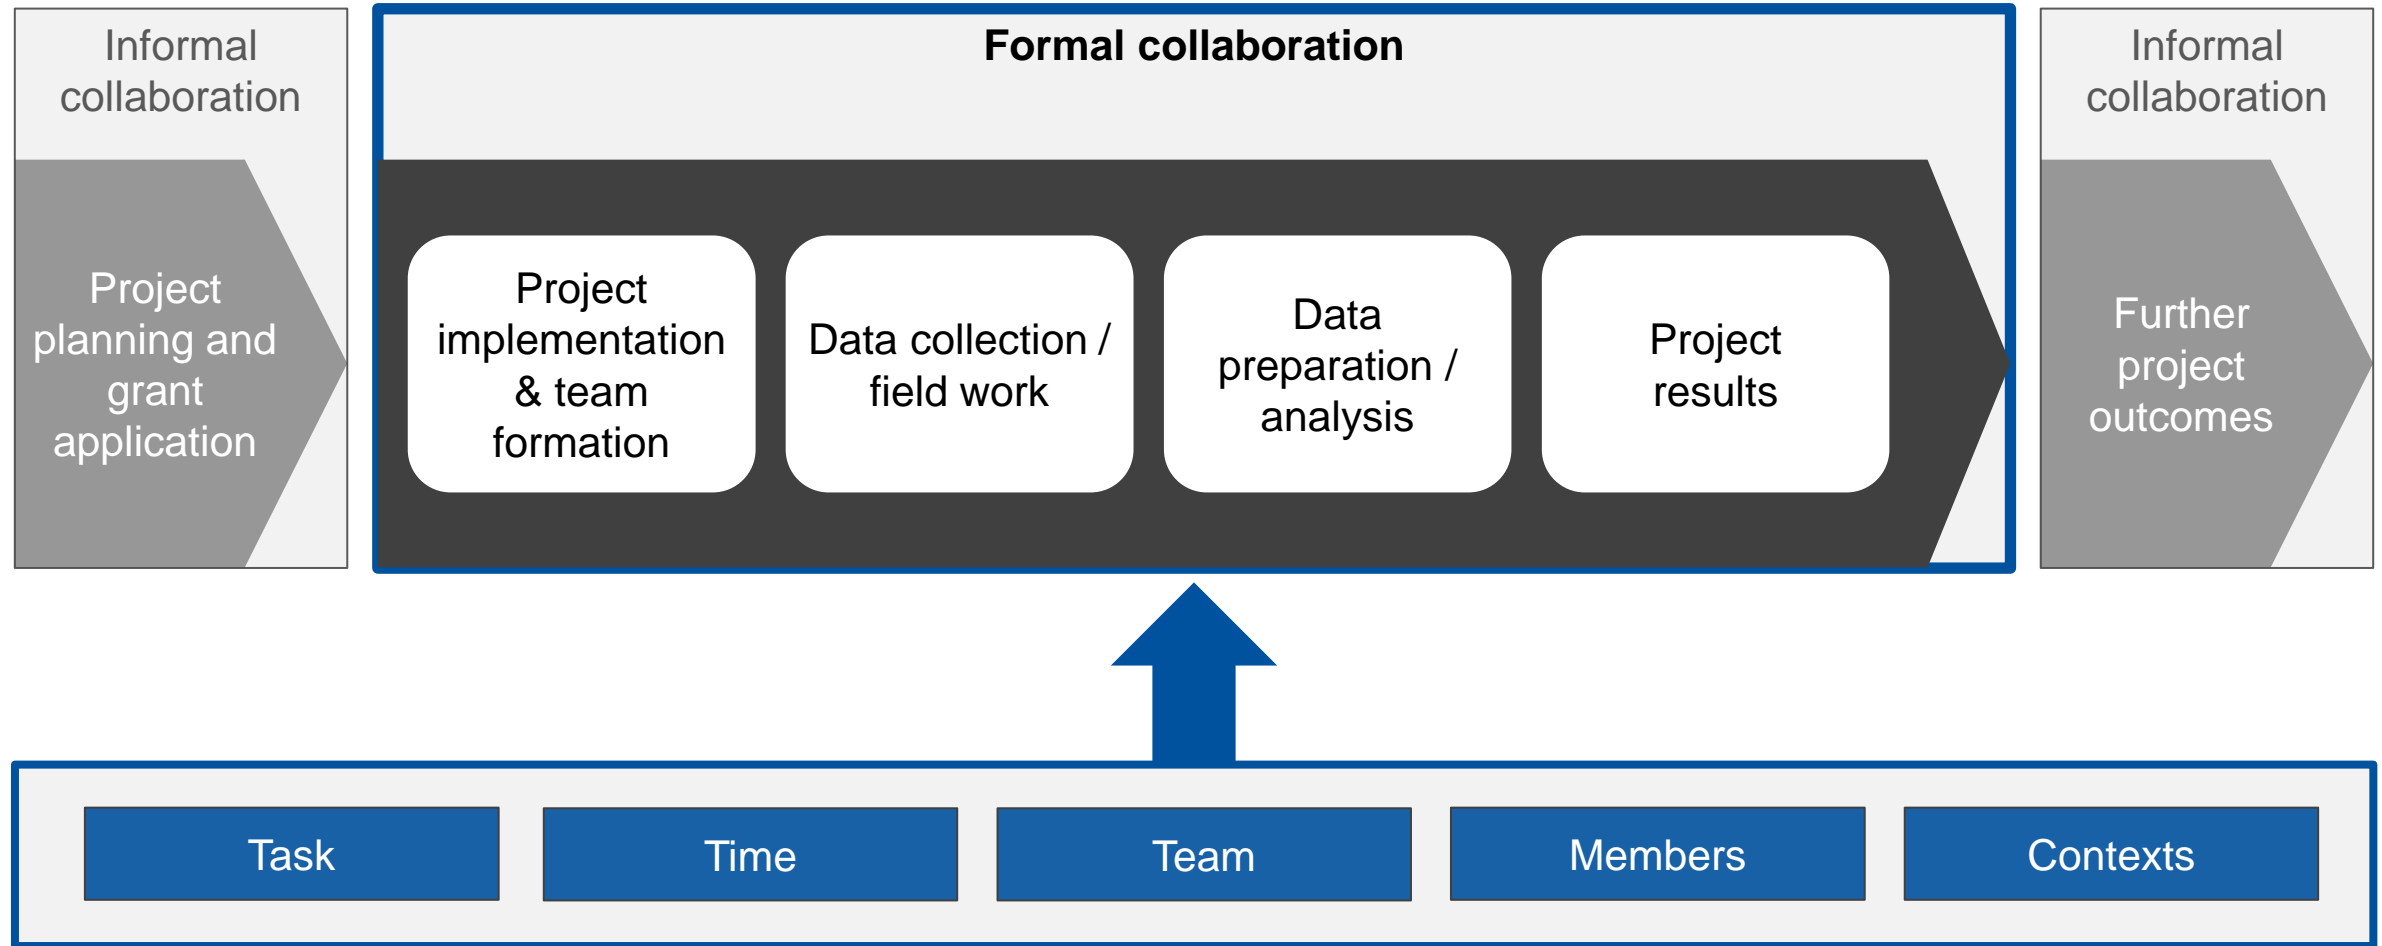 Informal
collaboration
Project
planning and
grant
application
Formal collaboration
Project
implementation
& team
formation
Data collection /
field work
Data
preparation /
analysis
Project
results
Informal
collaboration
Further
project
outcomes
Task
Time
Team
Members
Contexts